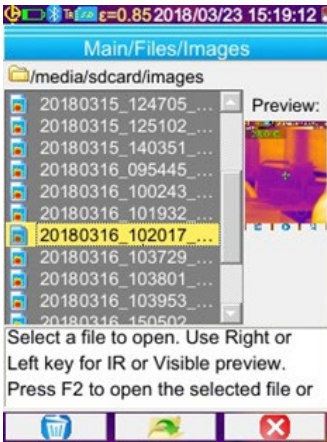 ε=0.85 2018/03/23 15:19:12
Main/Files/Images
/media/sdcard/images
20180315_124705_...
20180315_125102_...
20180315_140351_...
20180316_095445_...
20180316_100243_...
20180316_101932_...
20180316_102017_...
20180316_103729_...
20180316_103801_...
20180316_103953_...
20180316_150502_...
Preview:
Select a file to open. Use Right or
Left key for IR or Visible preview.
Press F2 to open the selected file or